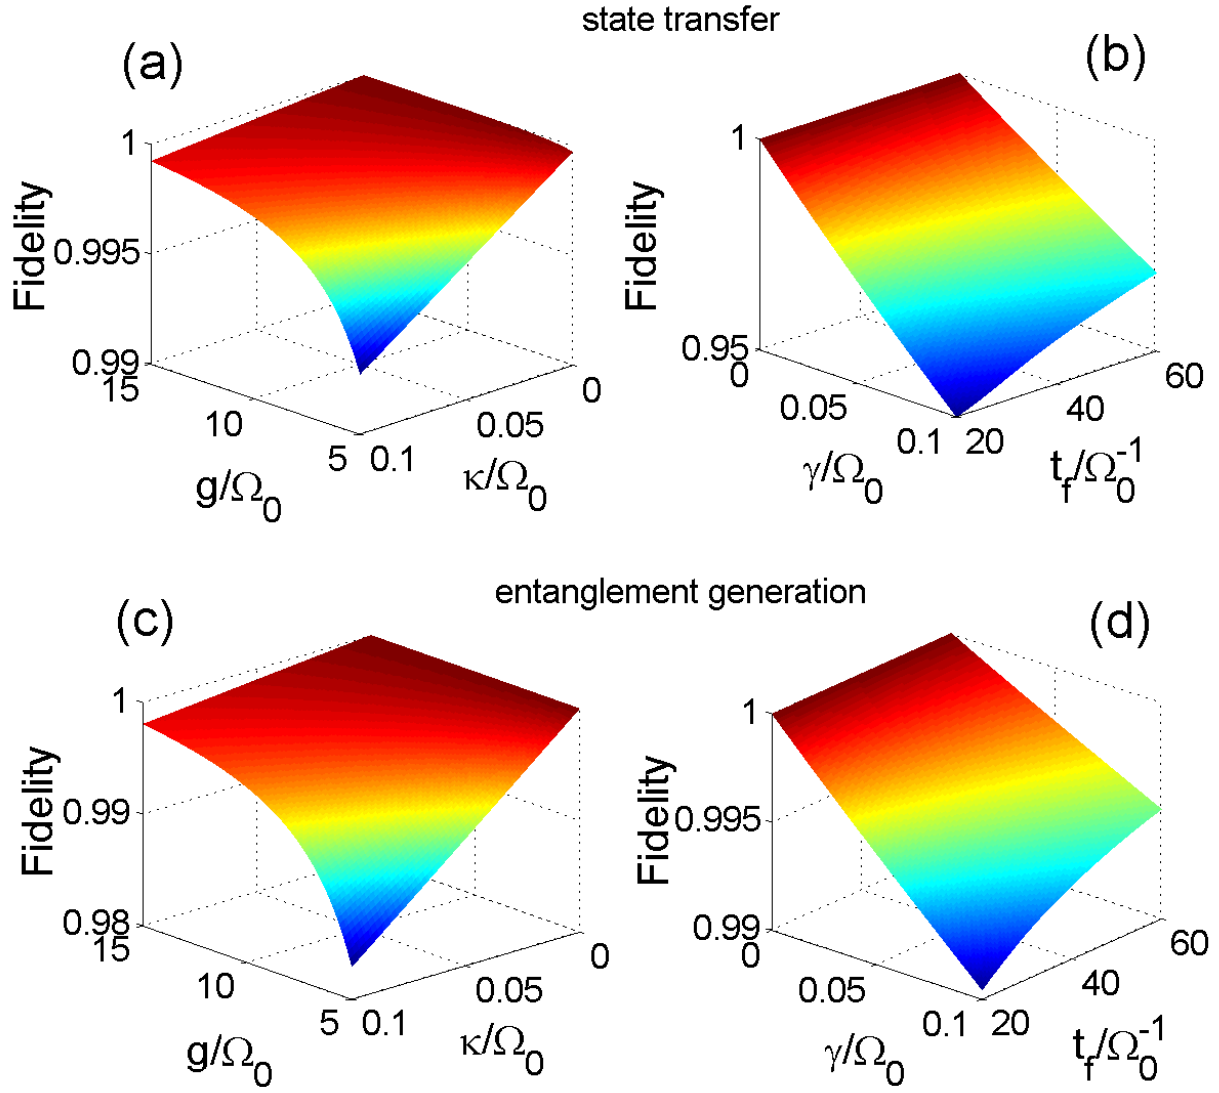 state transfer
(a)
(b)
1
0.995
0.99
Fidelity
15
10
5
g/Ω0
0.1
0.05
0
κ/Ω0
1
0.95
Fidelity
0
0.05
0.1
γ/Ω0
20
40
60
tf/Ω0-1
entanglement generation
(c)
(d)
1
0.99
0.98
Fidelity
15
10
5
g/Ω0
0.1
0.05
0
κ/Ω0
1
0.995
0.99
Fidelity
0
0.05
0.1
γ/Ω0
20
40
60
tf/Ω0-1